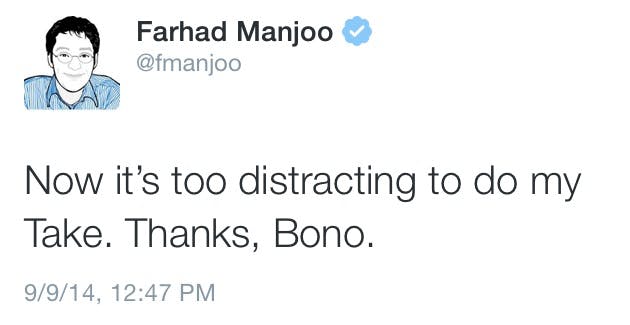 Farhad Manjoo
@fmanjoo
Now it’s too distracting to do my
Take. Thanks, Bono.
9/9/14, 12:47 PM